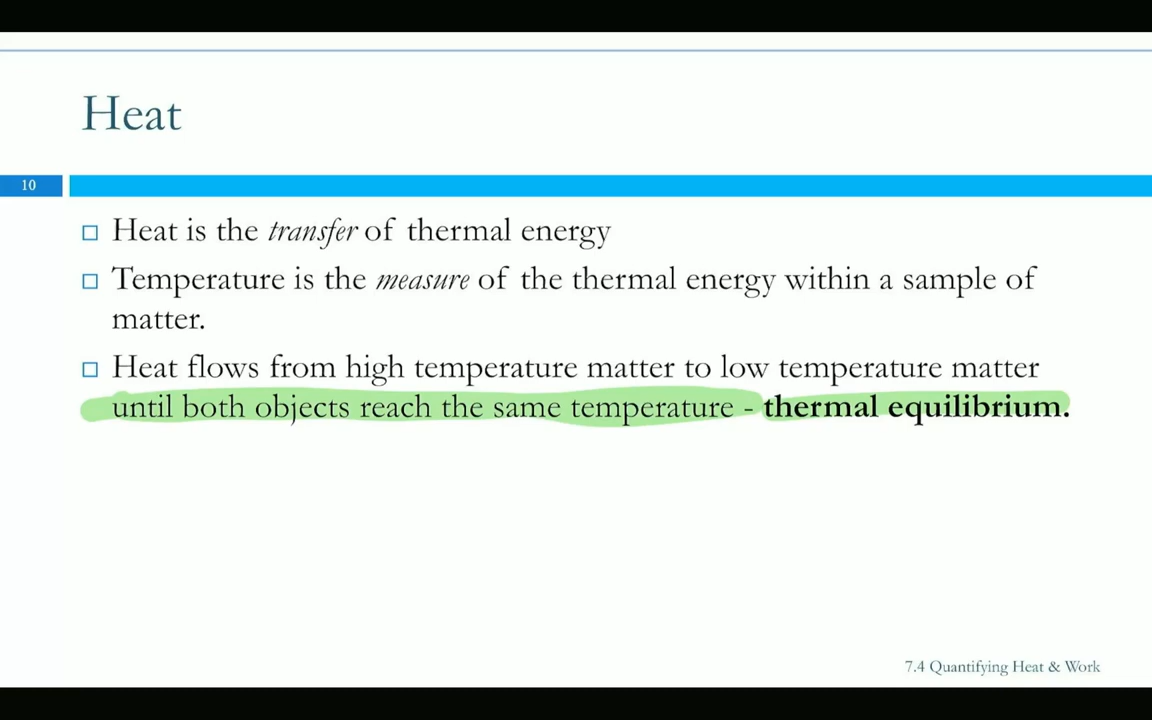 Heat
10
Heat is the transfer of thermal energy
Temperature is the measure of the thermal energy within a sample of
matter.
Heat flows from high temperature matter to low temperature matter
until both objects reach the same temperature - thermal equilibrium.
7.4 Quantifying Heat & Work